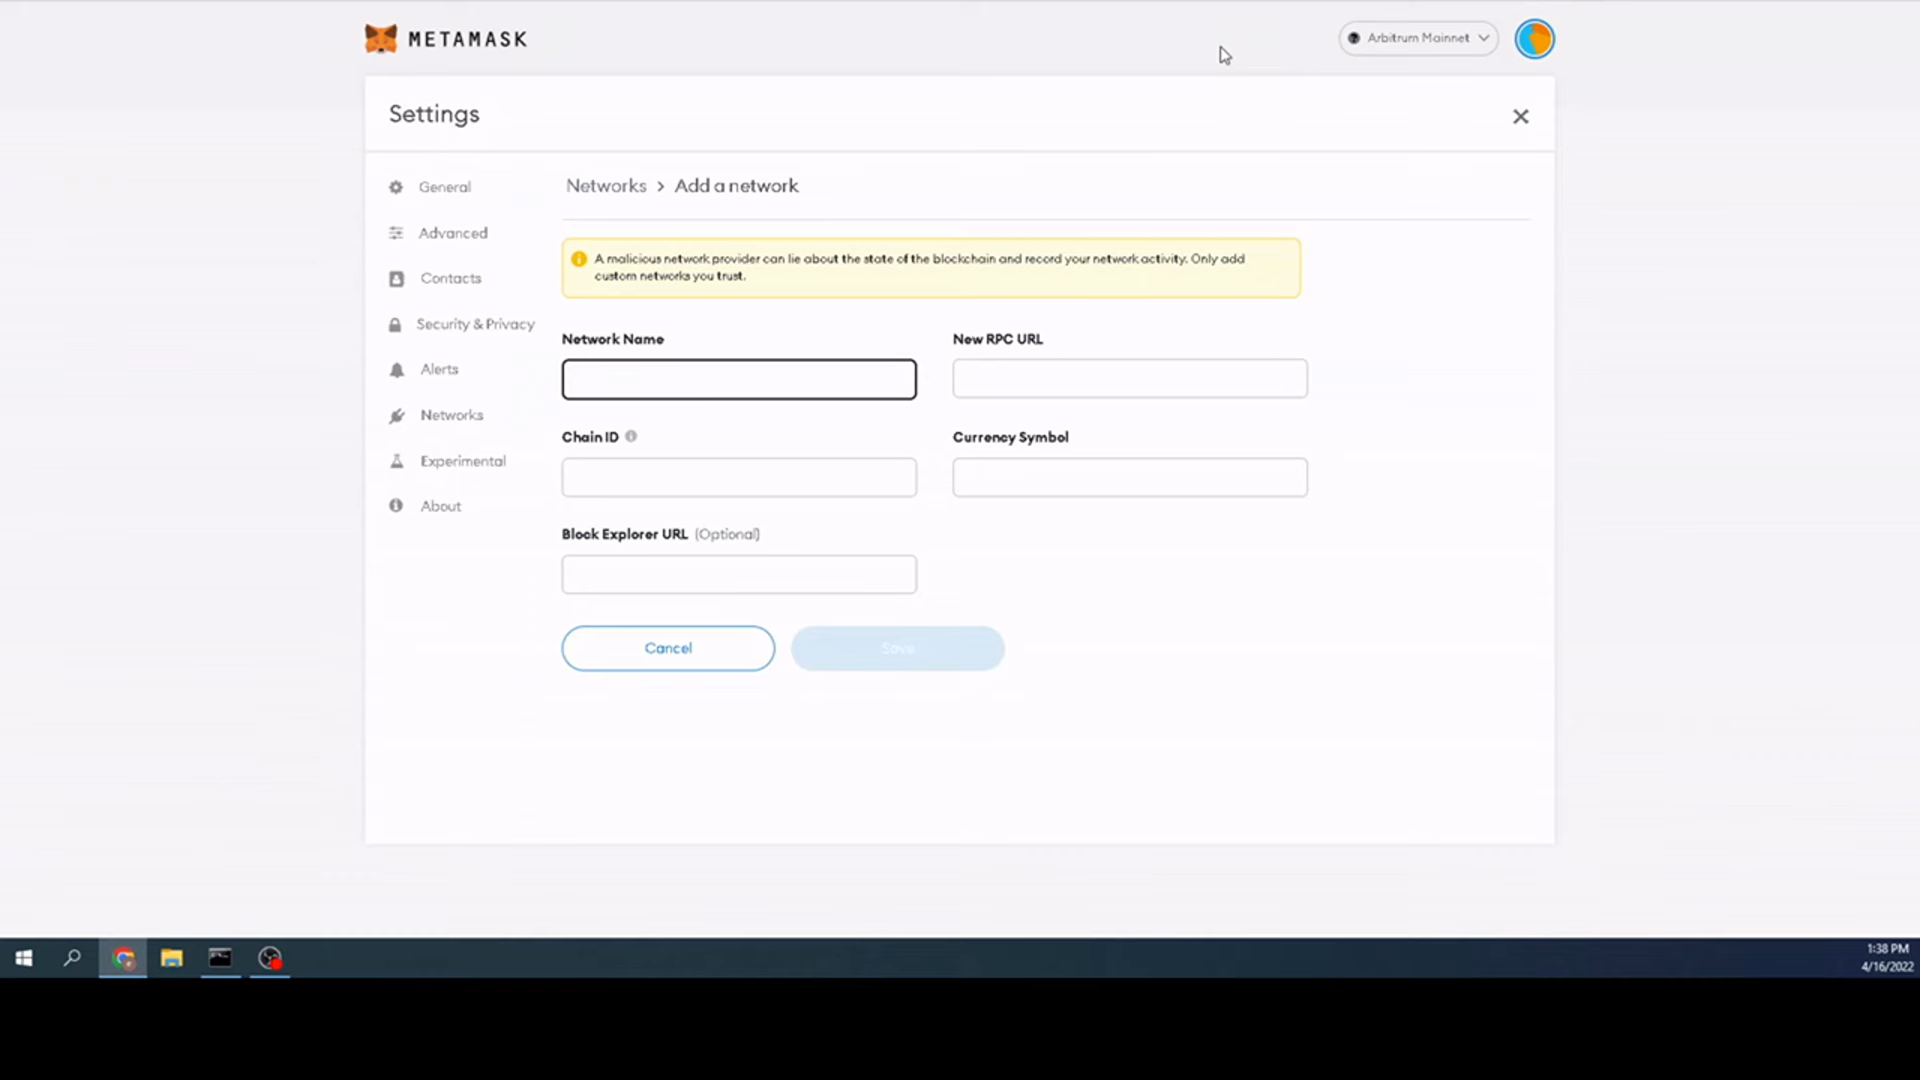 METAMASK
Arbitrum Mainnet
Settings
General
Advanced
Contacts
Security & Privacy
Alerts
Networks
Experimental
About
Networks > Add a network
A malicious network provider can lie about the state of the blockchain and record your network activity. Only add
custom networks you trust.
Network Name
New RPC URL
Chain ID
Currency Symbol
Block Explorer URL (Optional)
Cancel
Save
1:38 PM
4/16/2022